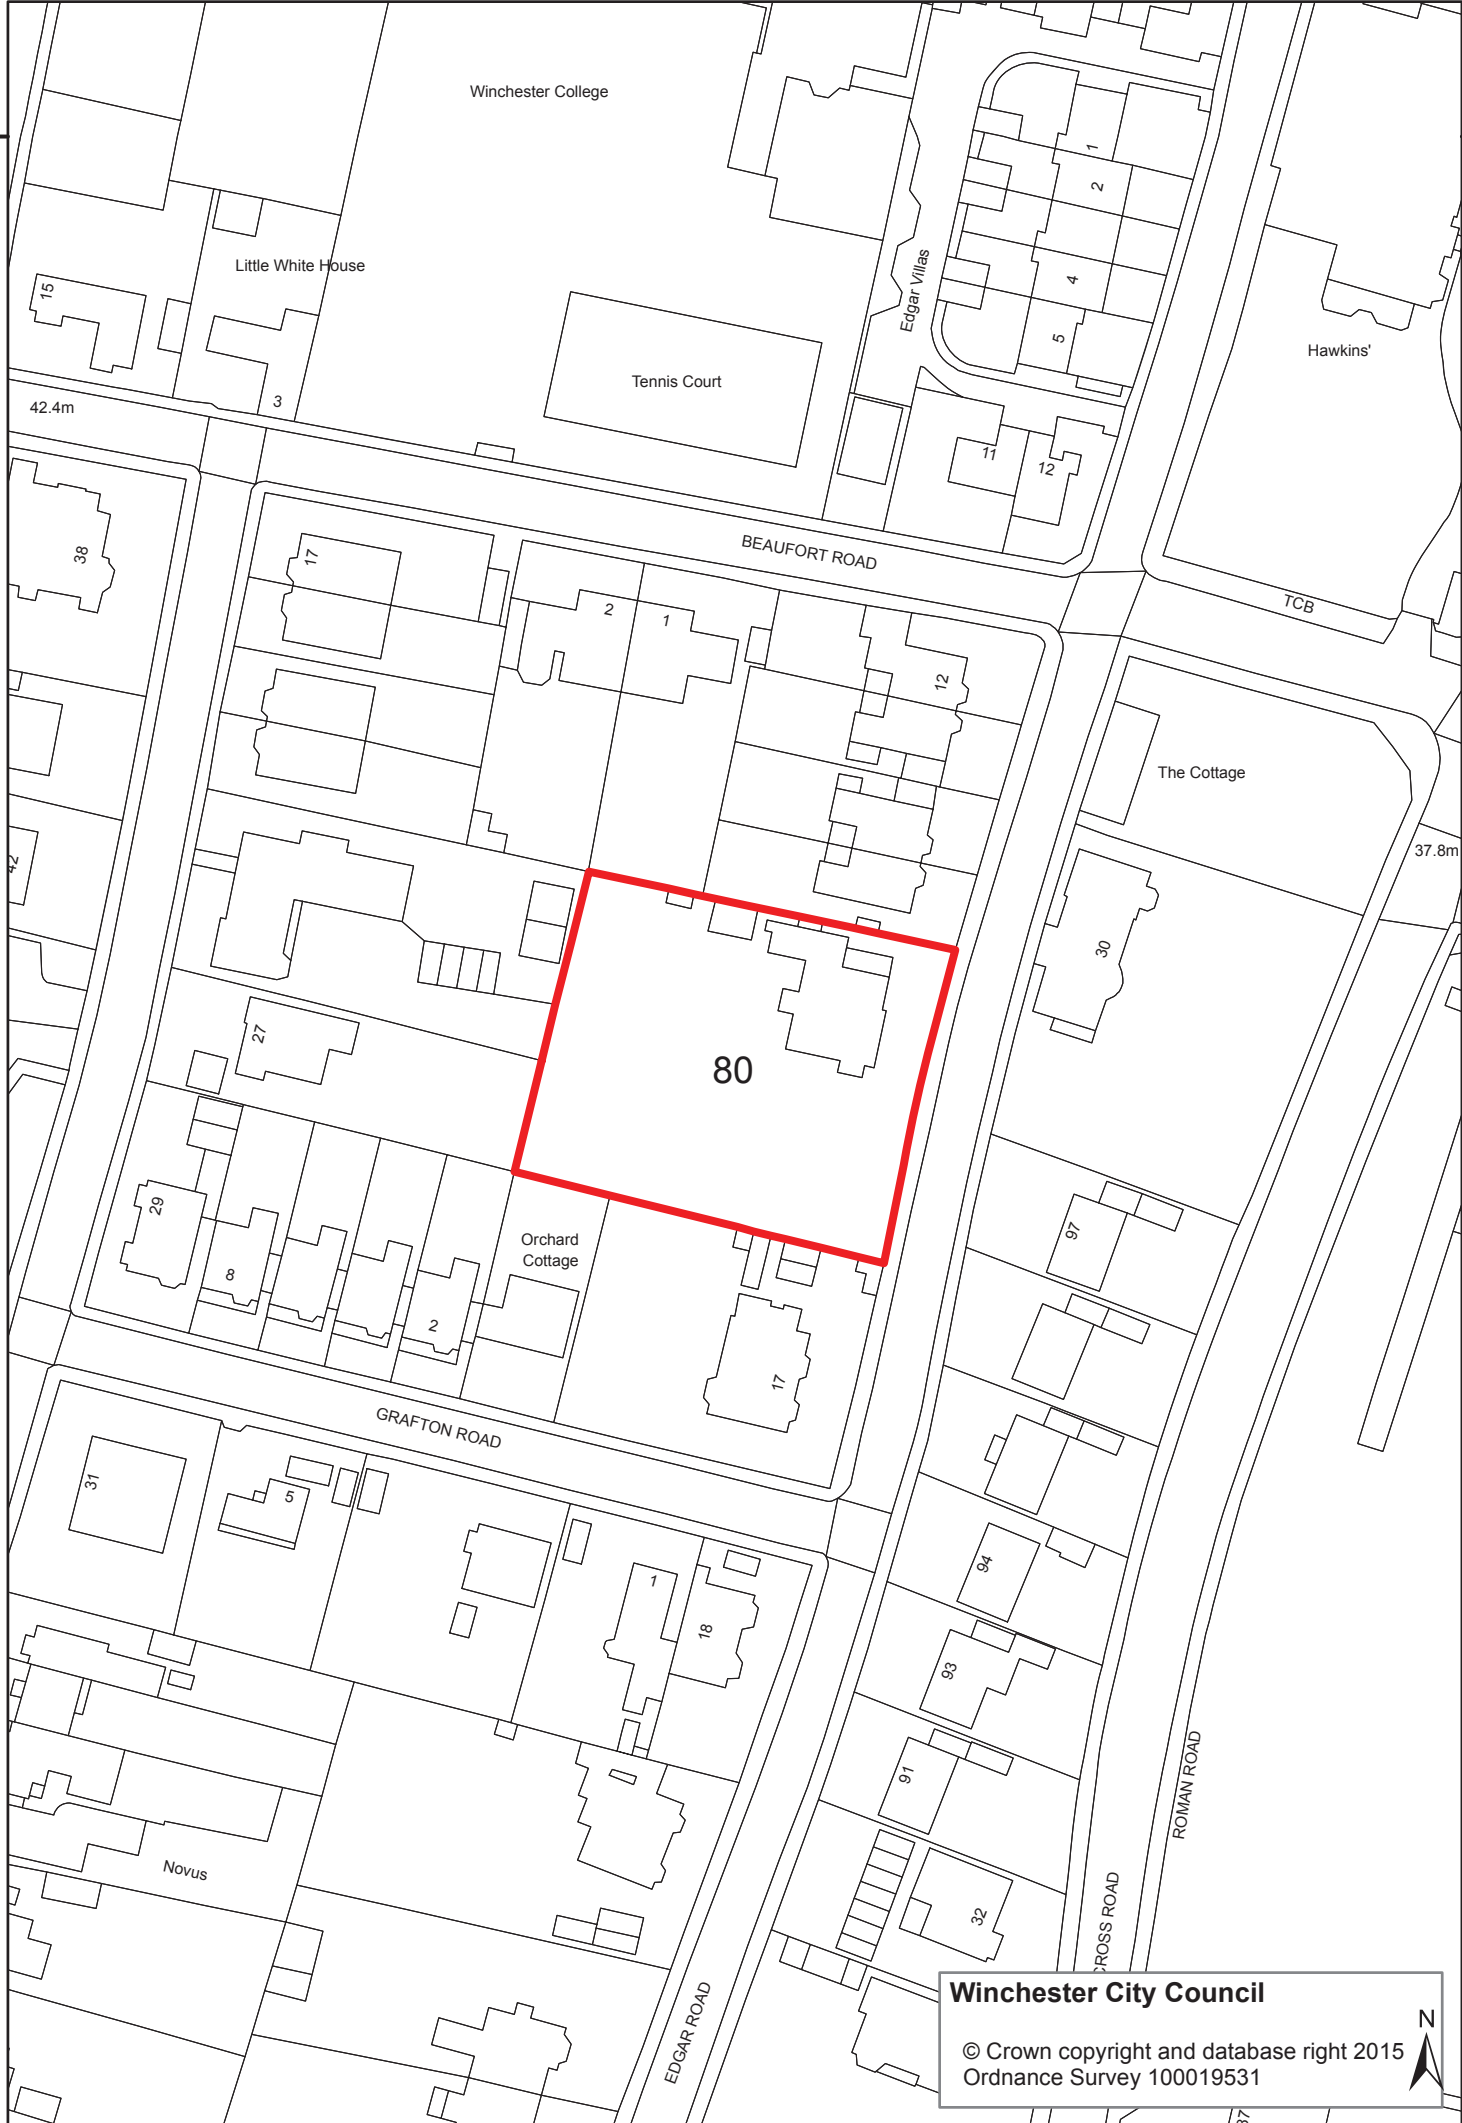 Winchester College
1
2
Little White House
Edgar Villas
4
15
5
Hawkins'
Tennis Court
3
42.4m
11
12
BEAUFORT ROAD
38
17
TCB
2
1
12
The Cottage
42
37.8m
30
27
80
29
97
Orchard
Cottage
8
2
17
GRAFTON ROAD
31
5
94
1
18
93
91
ROMAN ROAD
Novus
32
CROSS ROAD
EDGAR ROAD
Winchester City Council
N
© Crown copyright and database right 2015
Ordnance Survey 100019531